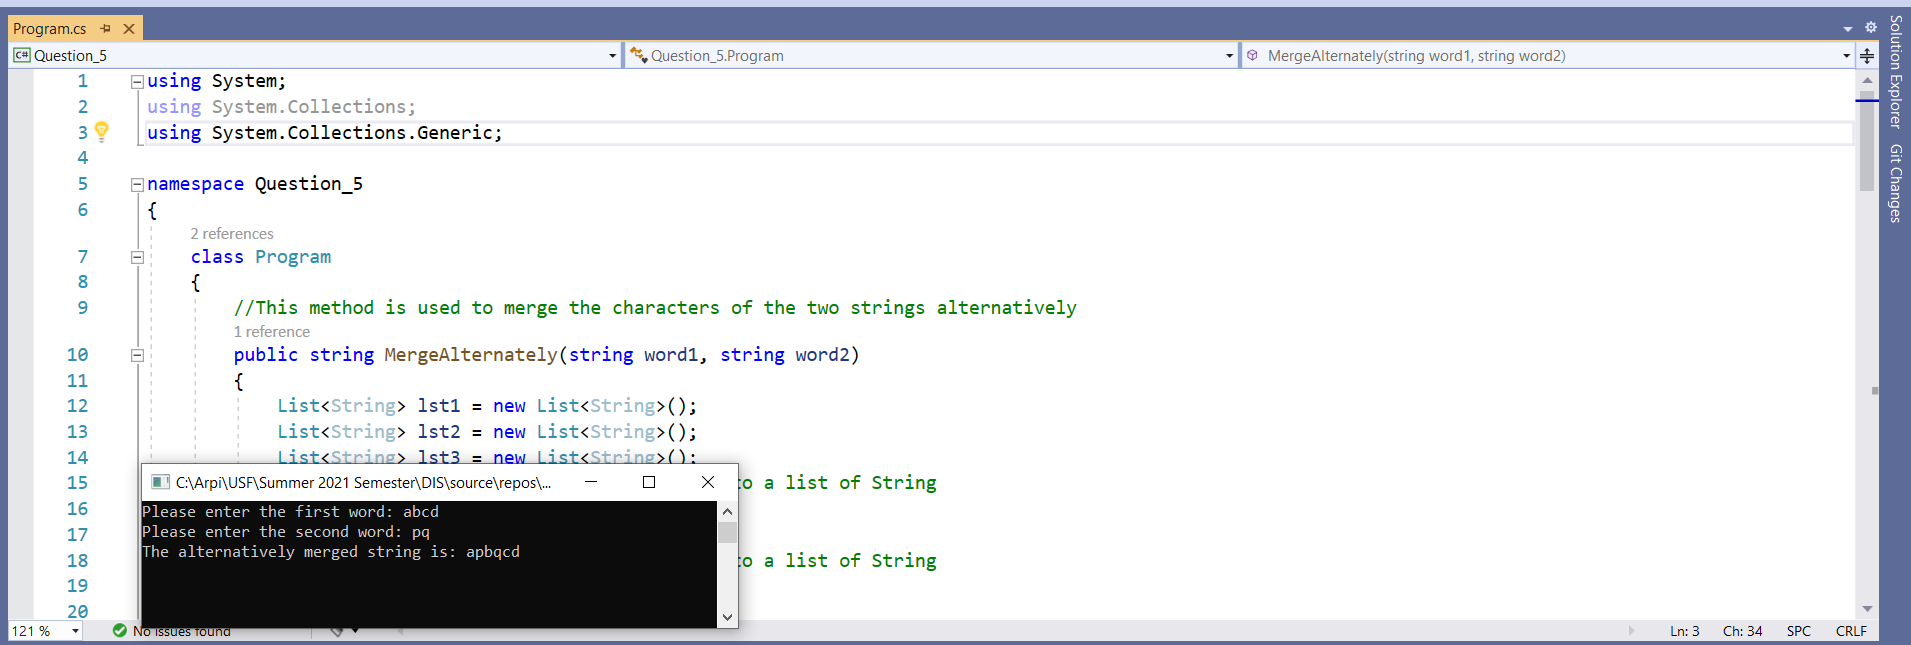 Program.cs
Question_5
Question_5.Program
MergeAlternately(string word1, string word2)
Solution Explorer
Git Changes
1 using System;
2 using System.Collections;
3 using System.Collections.Generic;
4
5 namespace Question_5
6 {
2 references
7 class Program
8 {
9 //This method is used to merge the characters of the two strings alternatively
1 reference
10 public string MergeAlternately(string word1, string word2)
11 {
12 List<String> lst1 = new List<String>();
13 List<String> lst2 = new List<String>();
14 List<String> lst3 = new List<String>();
15 to a list of String
16
17
18 to a list of String
19
20
C:\Arpi\USF\Summer 2021 Semester\DIS\source\repos\...
Please enter the first word: abcd
Please enter the second word: pq
The alternatively merged string is: apbqcd
121 %
No issues found
Ln: 3 Ch: 34 SPC CRLF